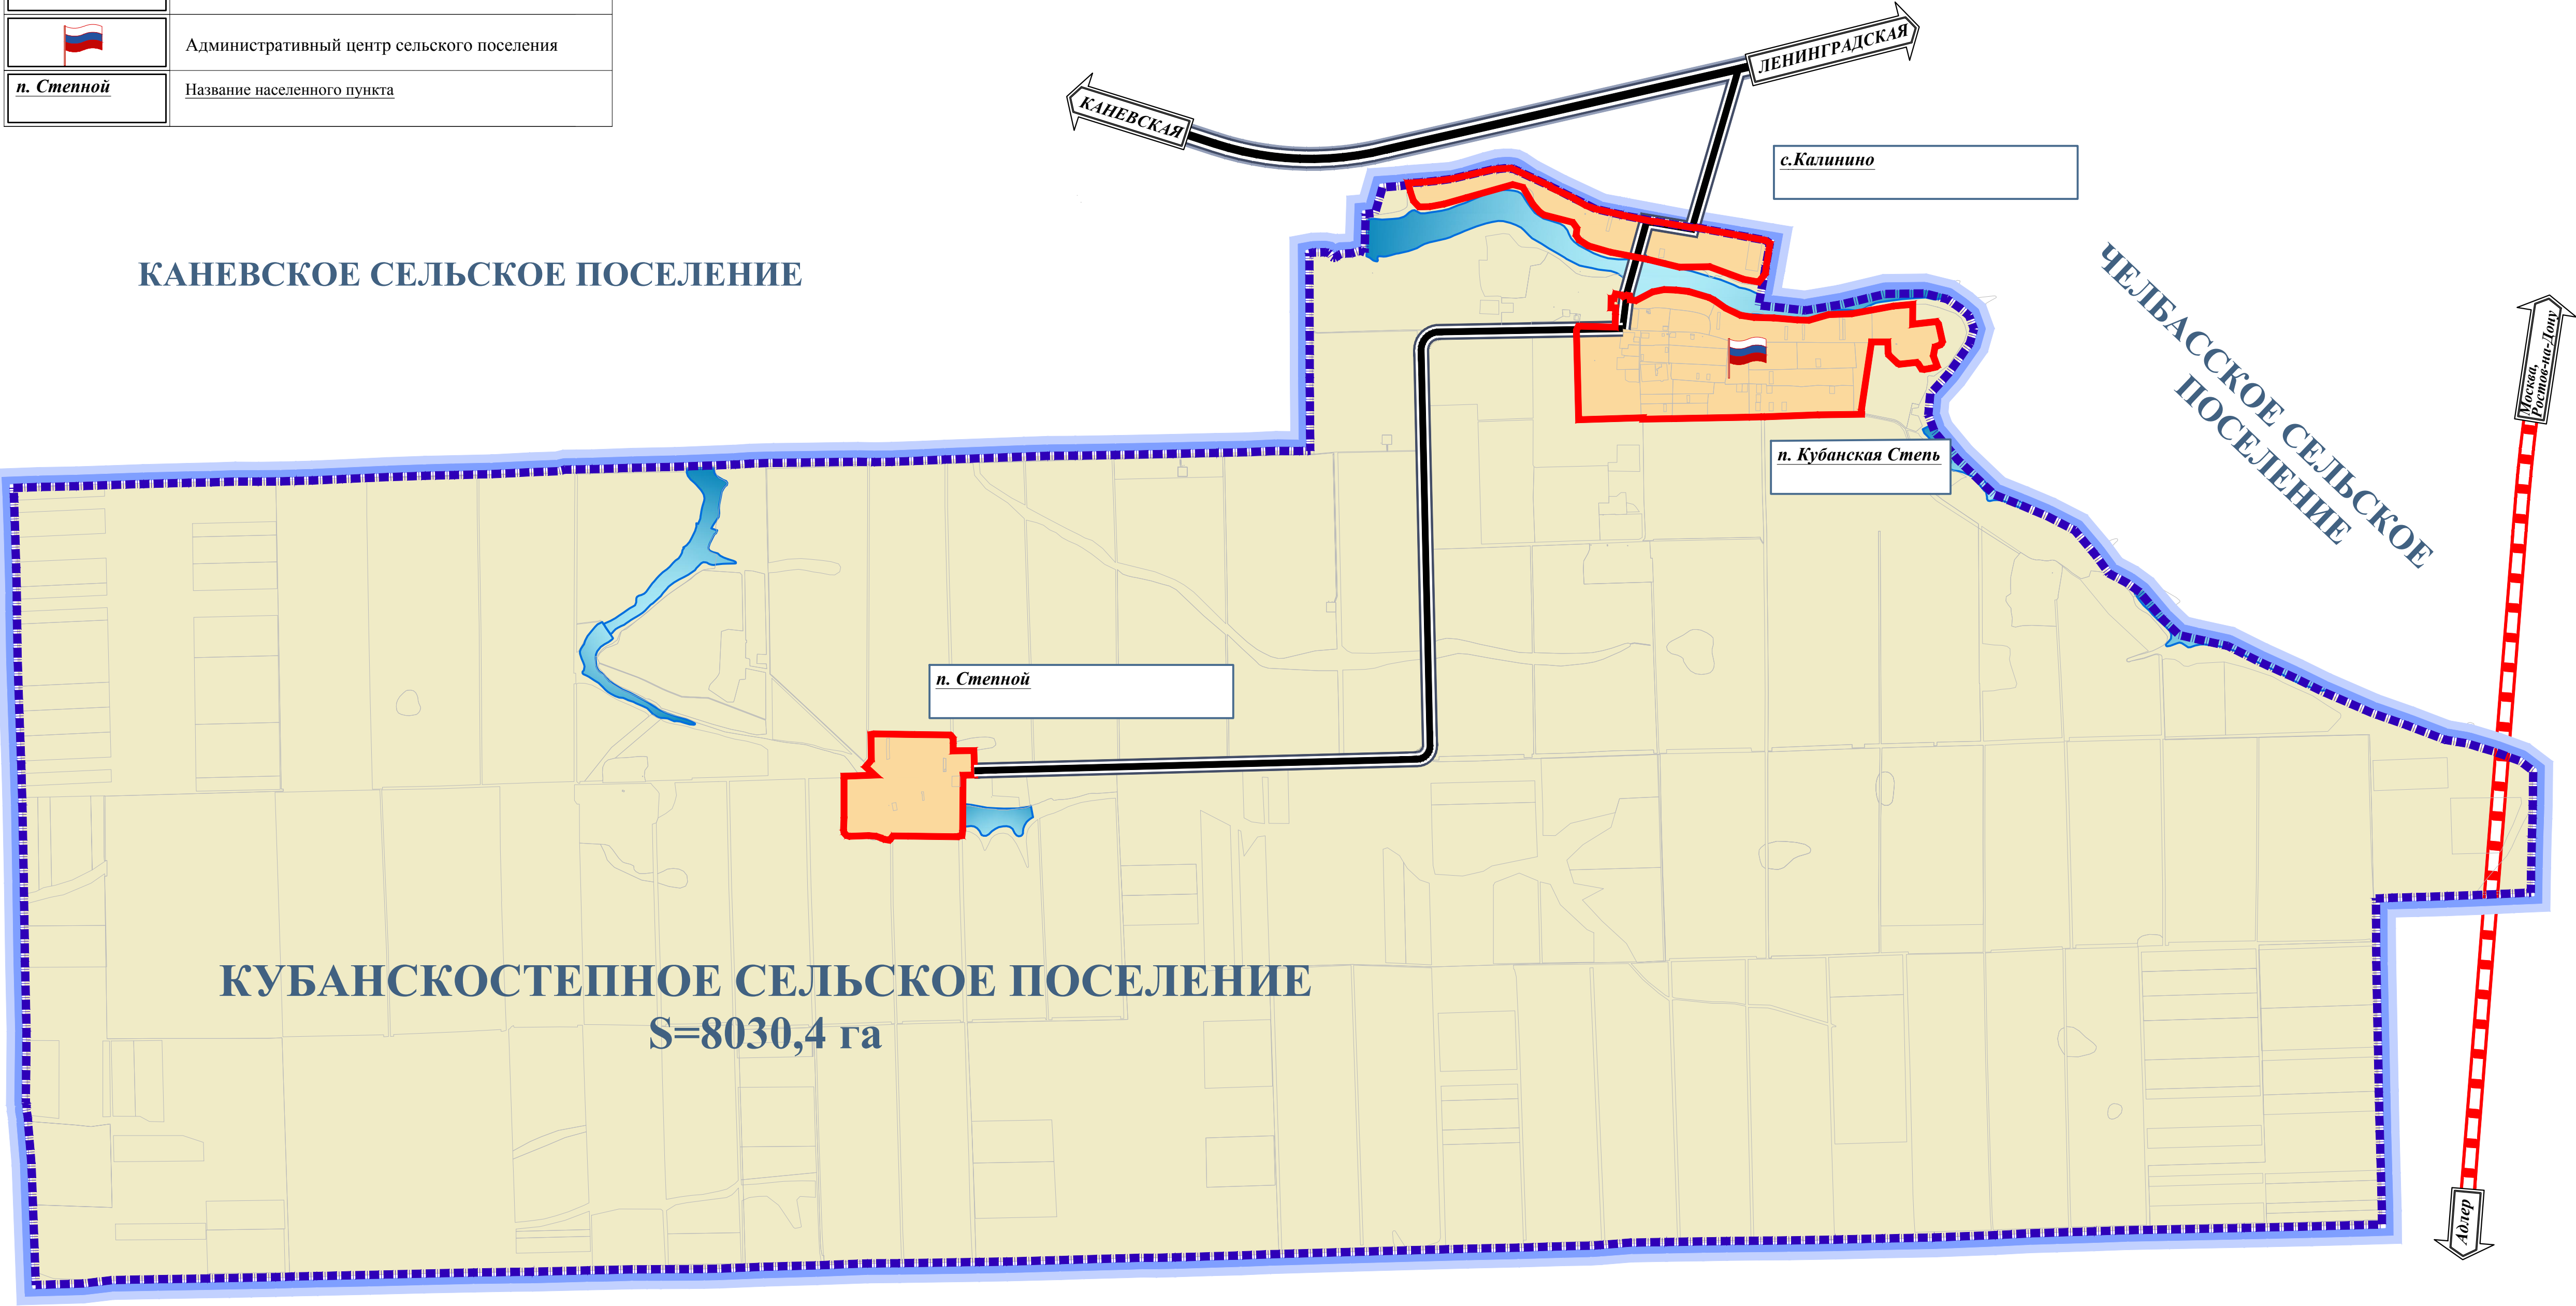 Административный центр сельского поселения
п. Степной
Название населенного пункта
ЛЕНИНГРАДСКАЯ
КАНЕВСКАЯ
с.Калинино
КАНЕВСКОЕ СЕЛЬСКОЕ ПОСЕЛЕНИЕ
ЧЕЛБАССКОЕ СЕЛЬСКОЕ
ПОСЕЛЕНИЕ
Москва,
Ростов-на-Дону
п. Кубанская Степь
п. Степной
КУБАНСКОСТЕПНОЕ СЕЛЬСКОЕ ПОСЕЛЕНИЕ
S=8030,4 га
Адлер